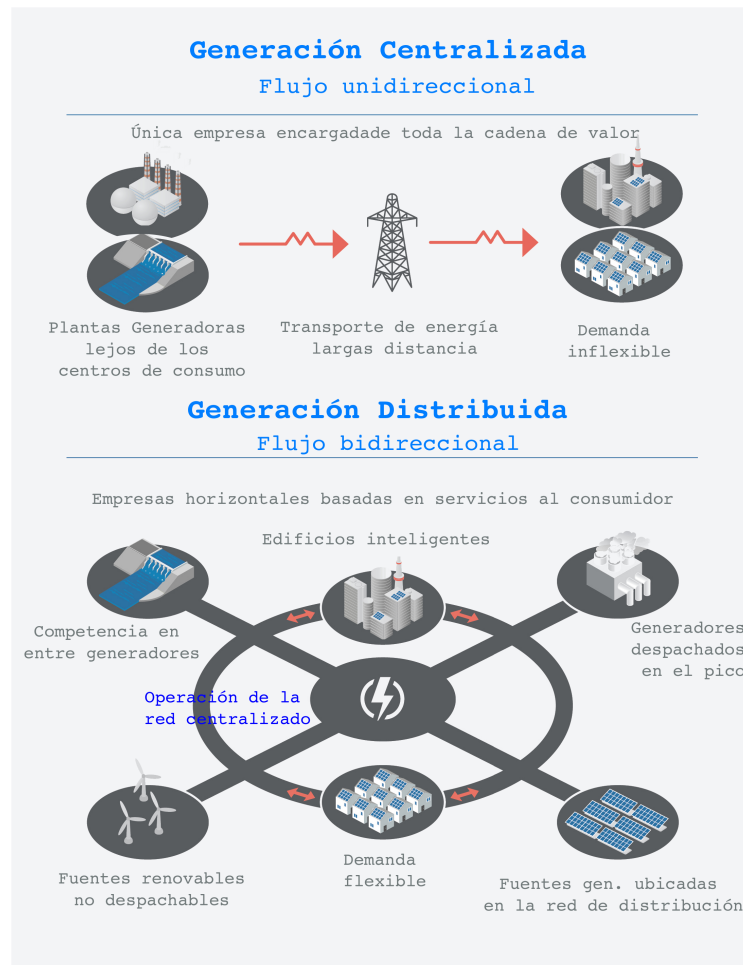 Generación Centralizada
Flujo unidireccional
Única empresa encargadade toda la cadena de valor
Plantas Generadoras
lejos de los
centros de consumo
Transporte de energía
largas distancia
Demanda
inflexible
Generación Distribuida
Flujo bidireccional
Empresas horizontales basadas en servicios al consumidor
Edificios inteligentes
Competencia en
entre generadores
Generadores
despachados
en el pico
Operación de la
red centralizado
Fuentes renovables
no despachables
Demanda
flexible
Fuentes gen. ubicadas
en la red de distribución